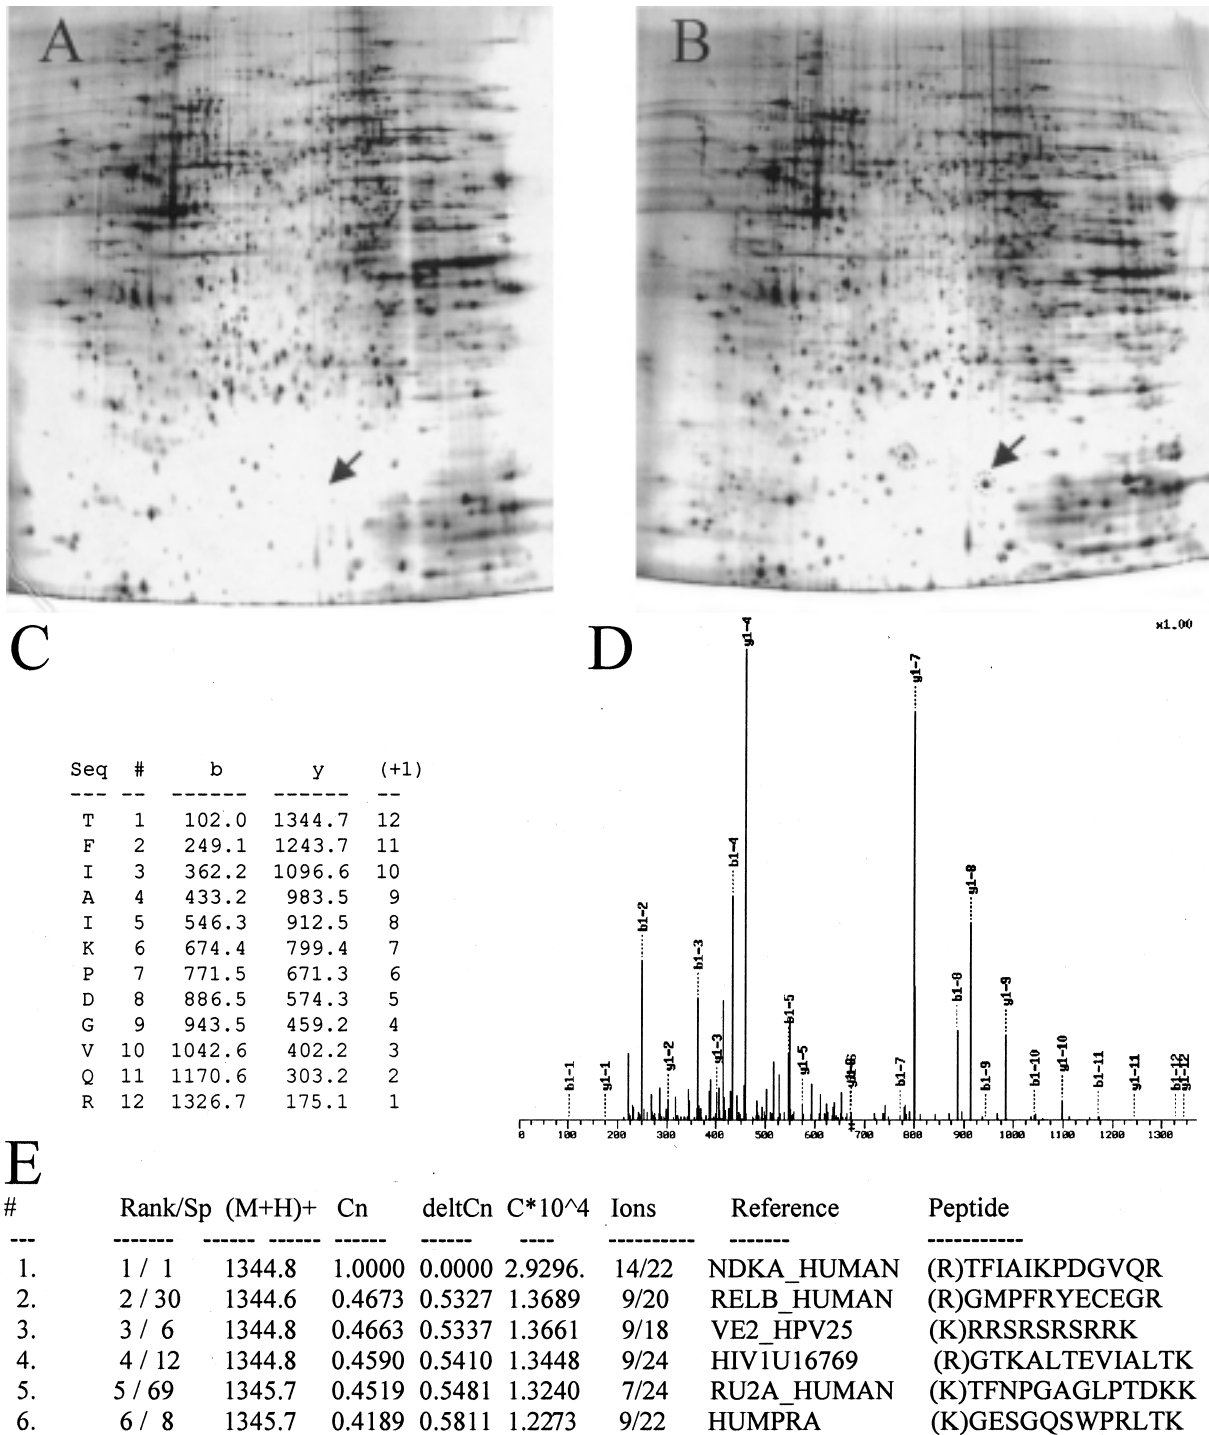 A
B
C
D
x1.00
y1-4
y1-7
b1-4
y1-8
b1-2
b1-3
b1-8
y1-9
b1-5
y1-2
y1-3
y1-5
b1-1
y1-1
b1-7
b1-9
b1-10
y1-10
b1-11
y1-11
b1-12
y1-12
Seq # b y (+1)
--- -- ------ ------ --
T 1 102.0 1344.7 12
F 2 249.1 1243.7 11
I 3 362.2 1096.6 10
A 4 433.2 983.5 9
I 5 546.3 912.5 8
K 6 674.4 799.4 7
P 7 771.5 671.3 6
D 8 886.5 574.3 5
G 9 943.5 459.2 4
V 10 1042.6 402.2 3
Q 11 1170.6 303.2 2
R 12 1326.7 175.1 1
0 100 200 300 400 500 600 700 800 900 1000 1100 1200 1300
E
# Rank/Sp (M+H)+ Cn deltCn C*10^4 Ions Reference Peptide
--- ------- ------ ------ ------ ------ ---- ---------- ------- -----------
1. 1 / 1 1344.8 1.0000 0.0000 2.9296. 14/22 NDKA_HUMAN (R)TFIAIKPDGVQR
2. 2 / 30 1344.6 0.4673 0.5327 1.3689 9/20 RELB_HUMAN (R)GMPFRYECEGR
3. 3 / 6 1344.8 0.4663 0.5337 1.3661 9/18 VE2_HPV25 (K)RRSRSRSRRK
4. 4 / 12 1344.8 0.4590 0.5410 1.3448 9/24 HIV1U16769 (R)GTKALTEVIALTK
5. 5 / 69 1345.7 0.4519 0.5481 1.3240 7/24 RU2A_HUMAN (K)TFNPGAGLPTDKK
6. 6 / 8 1345.7 0.4189 0.5811 1.2273 9/22 HUMPRA (K)GESGQSWPRLTK